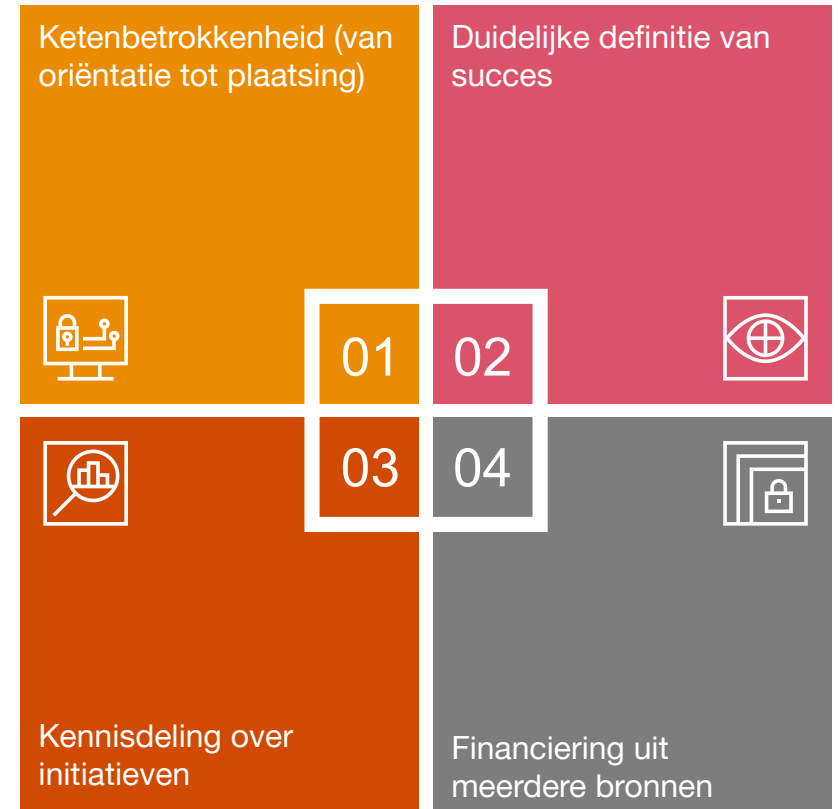 Ketenbetrokkenheid (van
oriëntatie tot plaatsing)
01
Duidelijke definitie van
succes
02
03
Kennisdeling over
initiatieven
04
Financiering uit
meerdere bronnen